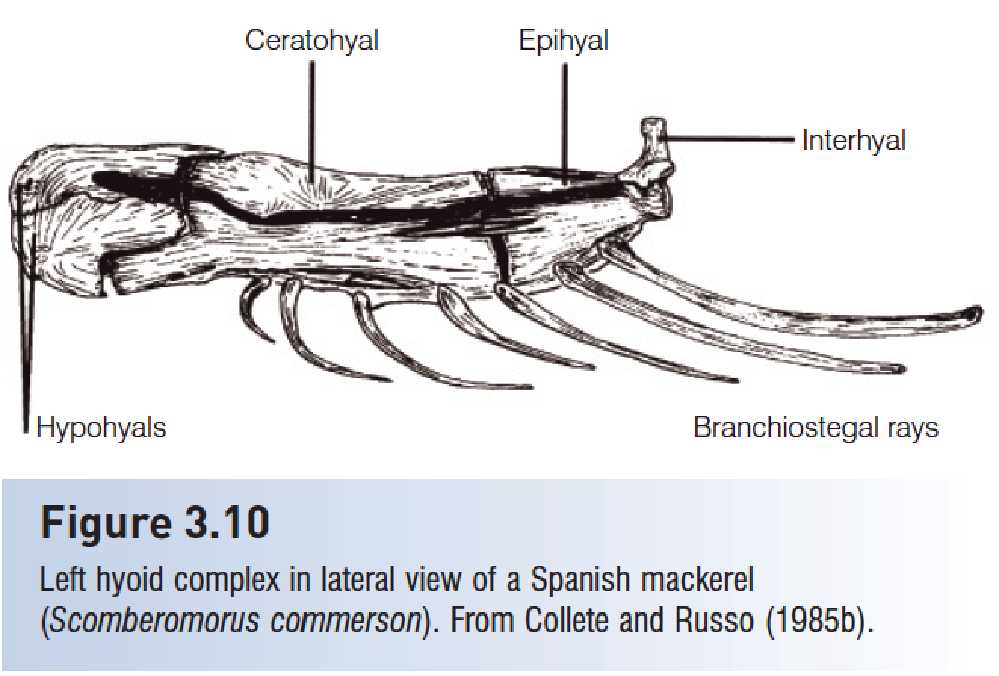 Ceratohyal
Epihyal
Interhyal
Hypohyals
Branchiostegal rays
Figure 3.10
Left hyoid complex in lateral view of a Spanish mackerel
(Scomberomorus commerson). From Collete and Russo (1985b).